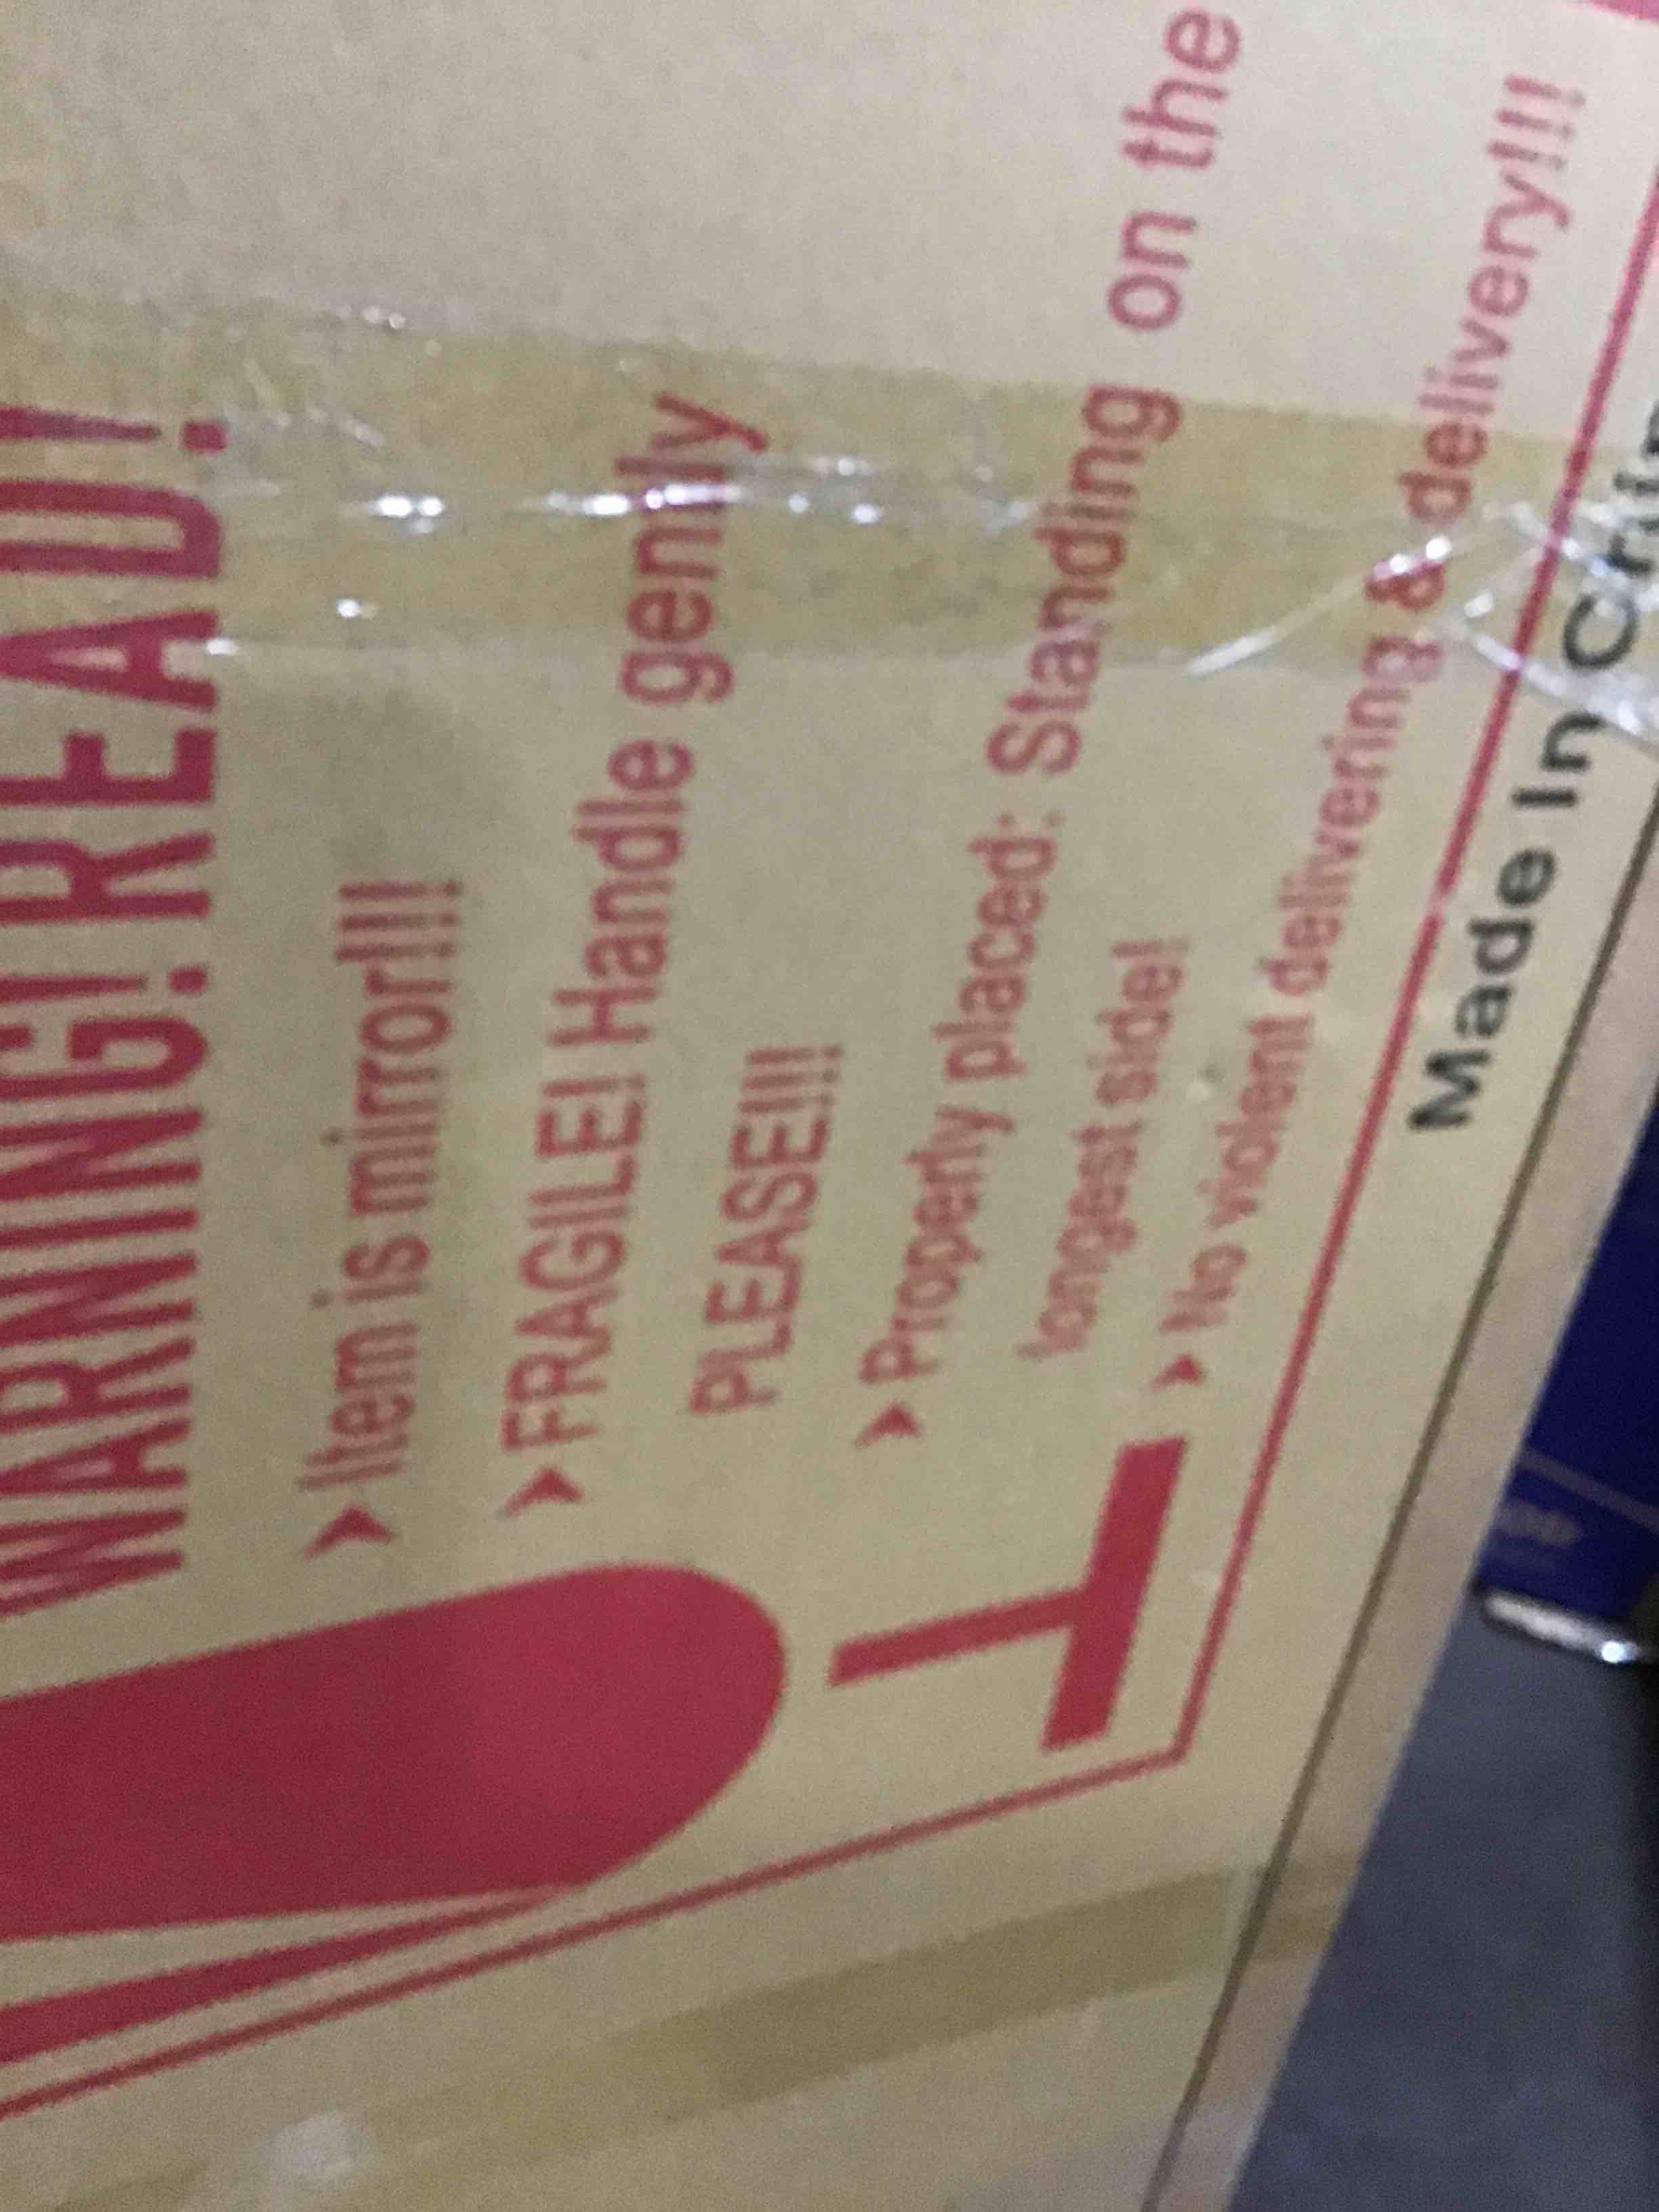 WARNING! READ!
Item is mirror!!!
FRAGILE! Handle gently
PLEASE!!!
Properly placed: Standing on the
longest side!
No violent delivering & delivery!!!
Made In